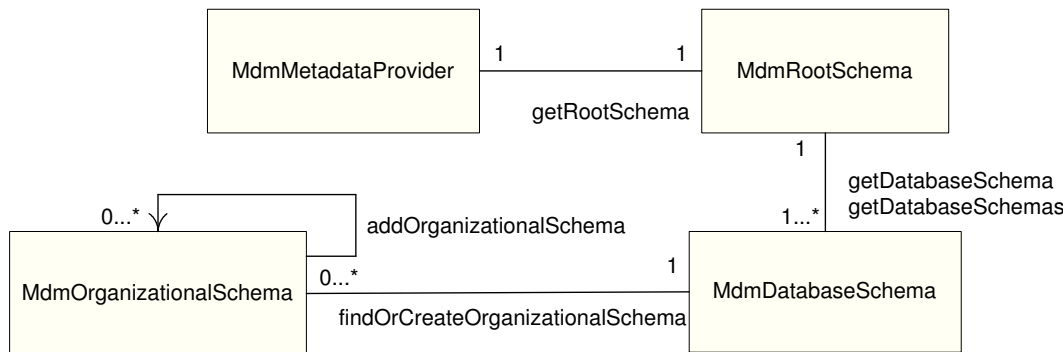 MdmMetadataProvider
1
1
MdmRootSchema
getRootSchema
1
getDatabaseSchema
getDatabaseSchemas
1...*
0...*
addOrganizationalSchema
MdmOrganizationalSchema
0...*
1
MdmDatabaseSchema
findOrCreateOrganizationalSchema